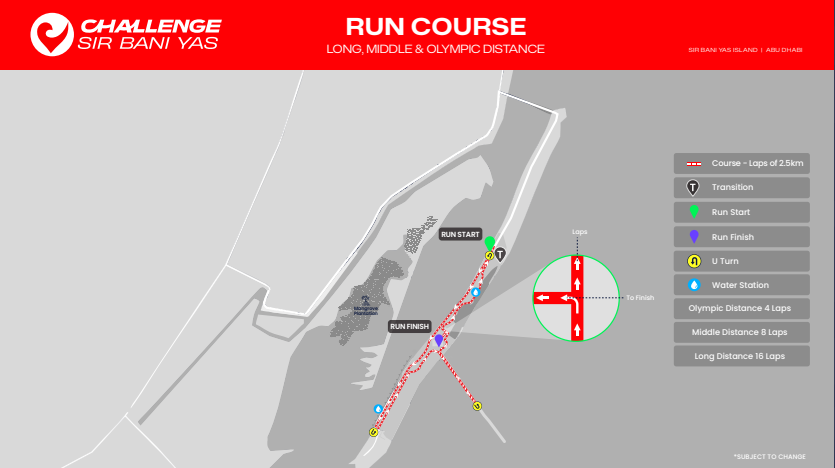 CHALLENGE
SIR BANI YAS
RUN COURSE
LONG, MIDDLE & OLYMPIC DISTANCE
SIR BANI YAS ISLAND | ABU DHABI
Course - Laps of 2.5km
T
Transition
Run Start
Run Finish
U Turn
Water Station
Olympic Distance 4 Laps
Middle Distance 8 Laps
Long Distance 16 Laps
RUN START
T
Laps
To Finish
Mangrove
Plantation
RUN FINISH
*SUBJECT TO CHANGE